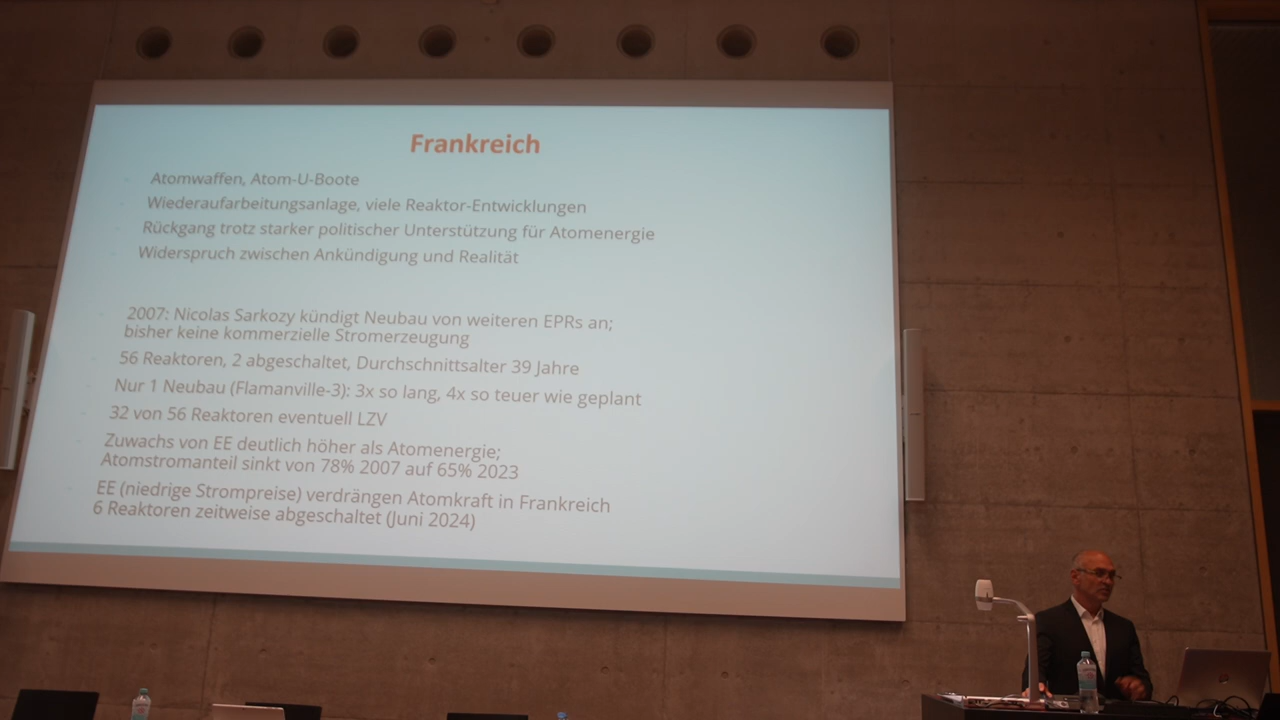 Frankreich
Atomwaffen, Atom-U-Boote
Wiederaufarbeitungsanlage, viele Reaktor-Entwicklungen
Rückgang trotz starker politischer Unterstützung für Atomenergie
Widerspruch zwischen Ankündigung und Realität
2007: Nicolas Sarkozy kündigt Neubau von weiteren EPRs an;
bisher keine kommerzielle Stromerzeugung
56 Reaktoren, 2 abgeschaltet, Durchschnittsalter 39 Jahre
Nur 1 Neubau (Flamanville-3): 3x so lang, 4x so teuer wie geplant
32 von 56 Reaktoren eventuell LZV
Zuwachs von EE deutlich höher als Atomenergie;
Atomstromanteil sinkt von 78% 2007 auf 65% 2023
EE (niedrige Strompreise) verdrängen Atomkraft in Frankreich
6 Reaktoren zeitweise abgeschaltet (Juni 2024)